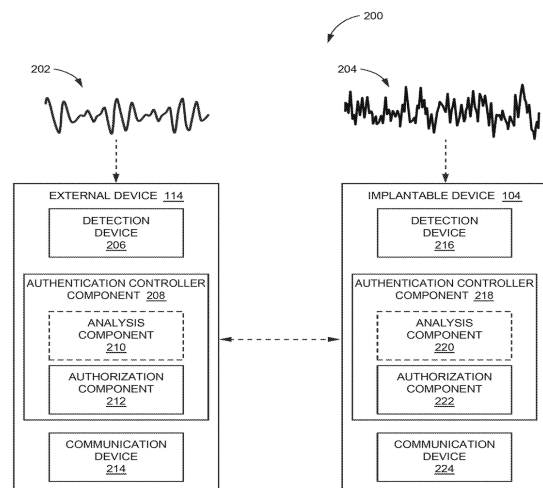 200
202
204
EXTERNAL DEVICE 114
DETECTION
DEVICE
206
AUTHENTICATION CONTROLLER
COMPONENT 208
ANALYSIS
COMPONENT
210
AUTHORIZATION
COMPONENT
212
COMMUNICATION
DEVICE
214
IMPLANTABLE DEVICE 104
DETECTION
DEVICE
216
AUTHENTICATION CONTROLLER
COMPONENT 218
ANALYSIS
COMPONENT
220
AUTHORIZATION
COMPONENT
222
COMMUNICATION
DEVICE
224